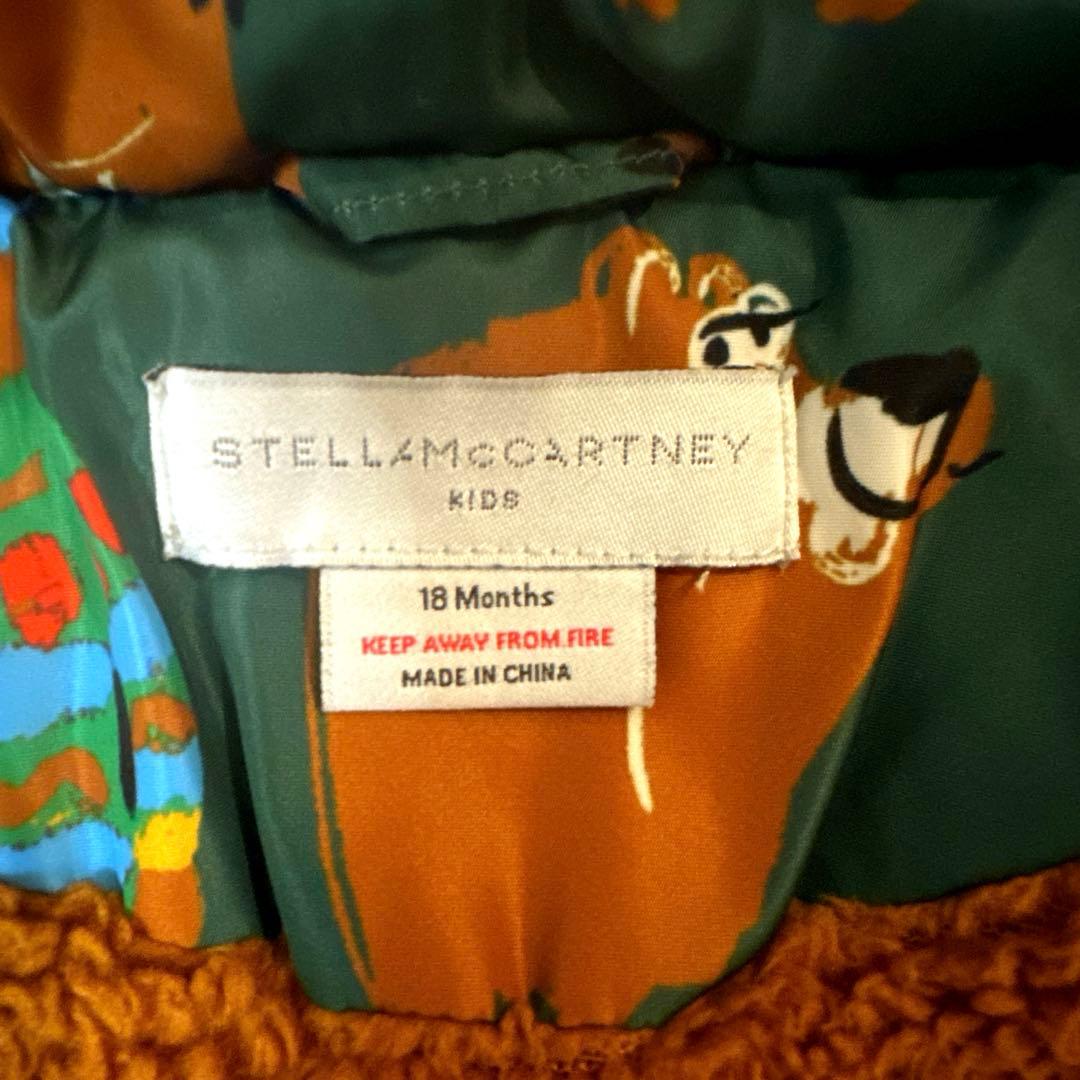 STELLAMcCARTNEY
KIDS
18 Months
KEEP AWAY FROM FIRE
MADE IN CHINA